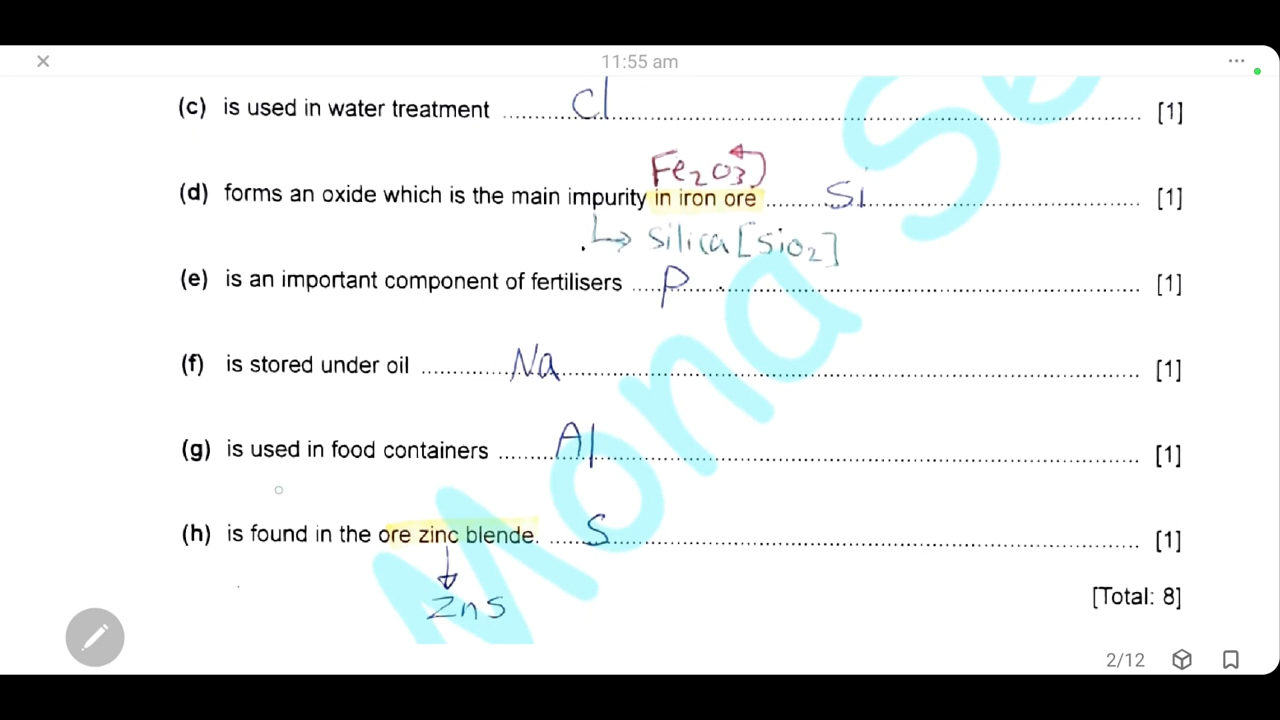 11:55 am
(c) is used in water treatment ..... Cl ..... [1]
Fe2O3
(d) forms an oxide which is the main impurity in iron ore ..... Si ..... [1]
silica [SiO2]
(e) is an important component of fertilisers ..... P ..... [1]
(f) is stored under oil ..... Na ..... [1]
(g) is used in food containers ..... Al ..... [1]
(h) is found in the ore zinc blende. ..... S ..... [1]
ZnS
[Total: 8]
2/12
Mona Se